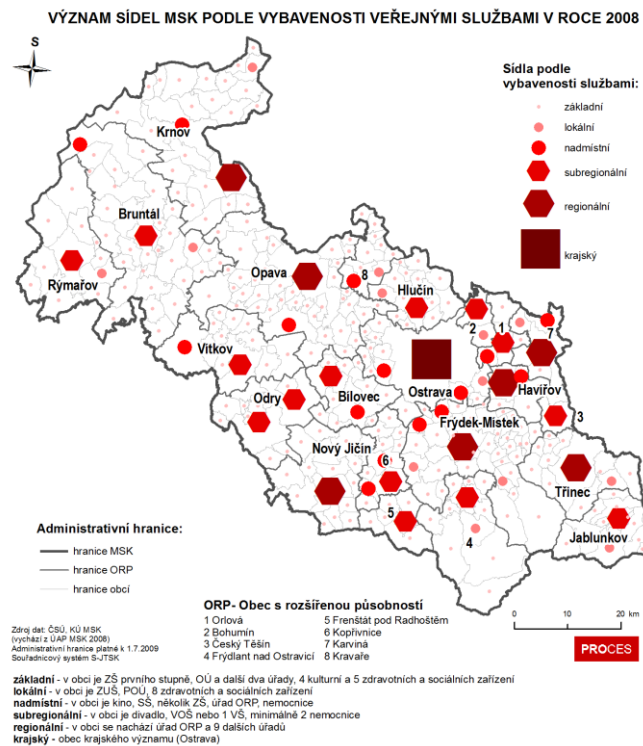 VÝZNAM SÍDEL MSK PODLE VYBAVENOSTI VEŘEJNÝMI SLUŽBAMI V ROCE 2008
S
Sídla podle
vybavenosti službami:
základní
lokální
nadmístní
subregionální
regionální
krajský
Krnov
Bruntál
Rýmařov
Opava
8
Hlučín
2
1
7
Vítkov
Ostrava
Havířov
Odry
Bílovec
3
Frýdek-Místek
Nový Jičín
6
Třinec
5
4
Jablunkov
Administrativní hranice:
hranice MSK
hranice ORP
hranice obcí
ORP- Obec s rozšířenou působností
1 Orlová
2 Bohumín
3 Český Těšín
4 Frýdlant nad Ostravicí
5 Frenštát pod Radhoštěm
6 Kopřivnice
7 Karviná
8 Kravaře
0 10 20 km
PROCES
Zdroj dat: ČSÚ, KÚ MSK
(vychází z ÚAP MSK 2008)
Administrativní hranice platné k 1.7.2009
Souřadnicový systém S-JTSK
základní - v obci je ZŠ prvního stupně, OÚ a další dva úřady, 4 kulturní a 5 zdravotních a sociálních zařízení
lokální - v obci je ZUŠ, POÚ, 8 zdravotních a sociálních zařízení
nadmístní - v obci je kino, SŠ, několik ZŠ, úřad ORP, nemocnice
subregionální - v obci je divadlo, VOŠ nebo 1 VŠ, minimálně 2 nemocnice
regionální - v obci se nachází úřad ORP a 9 dalších úřadů
krajský - obec krajského významu (Ostrava)